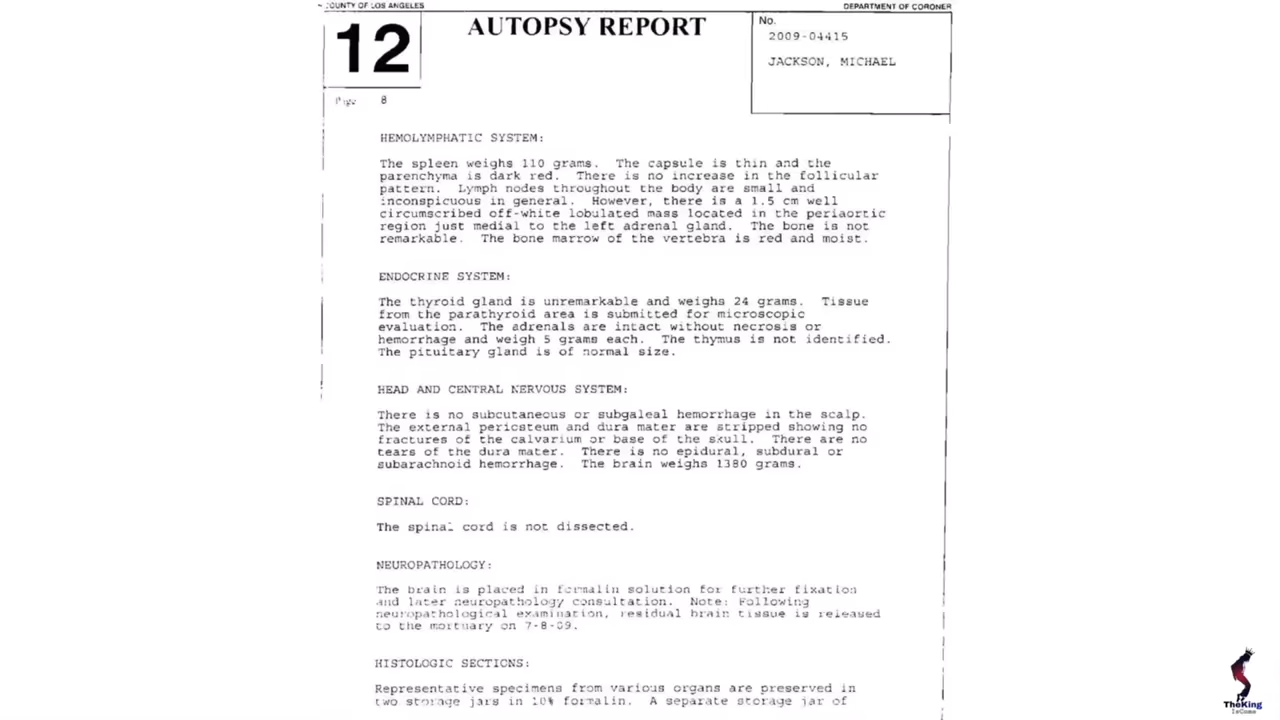 COUNTY OF LOS ANGELES
DEPARTMENT OF CORONER
12
AUTOPSY REPORT
No.
2009-04415
JACKSON, MICHAEL
Page 8
HEMOLYMPHATIC SYSTEM:
The spleen weighs 110 grams. The capsule is thin and the
parenchyma is dark red. There is no increase in the follicular
pattern. Lymph nodes throughout the body are small and
inconspicuous in general. However, there is a 1.5 cm well
circumscribed off-white lobulated mass located in the periaortic
region just medial to the left adrenal gland. The bone is not
remarkable. The bone marrow of the vertebra is red and moist.
ENDOCRINE SYSTEM:
The thyroid gland is unremarkable and weighs 24 grams. Tissue
from the parathyroid area is submitted for microscopic
evaluation. The adrenals are intact without necrosis or
hemorrhage and weigh 5 grams each. The thymus is not identified.
The pituitary gland is of normal size.
HEAD AND CENTRAL NERVOUS SYSTEM:
There is no subcutaneous or subgaleal hemorrhage in the scalp.
The external periosteum and dura mater are stripped showing no
fractures of the calvarium or base of the skull. There are no
tears of the dura mater. There is no epidural, subdural or
subarachnoid hemorrhage. The brain weighs 1380 grams.
SPINAL CORD:
The spinal cord is not dissected.
NEUROPATHOLOGY:
The brain is placed in formalin solution for further fixation
and later neuropathology consultation. Note: Following
neuropathological examination, residual brain tissue is released
to the mortuary on 7-8-09.
HISTOLOGIC SECTIONS:
Representative specimens from various organs are preserved in
two storage jars in 10% formalin. A separate storage jar of
TheKing
IsCome